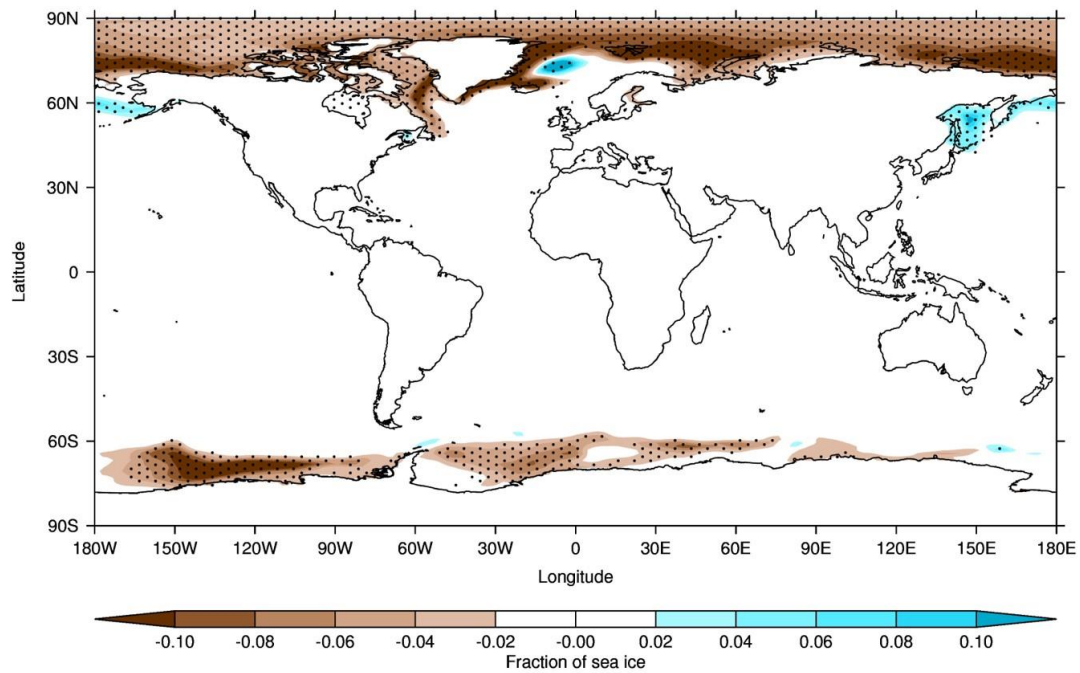 90N
60N
30N
0
30S
60S
90S
Latitude
180W 150W 120W 90W 60W 30W 0 30E 60E 90E 120E 150E 180E
Longitude
-0.10 -0.08 -0.06 -0.04 -0.02 -0.00 0.02 0.04 0.06 0.08 0.10
Fraction of sea ice